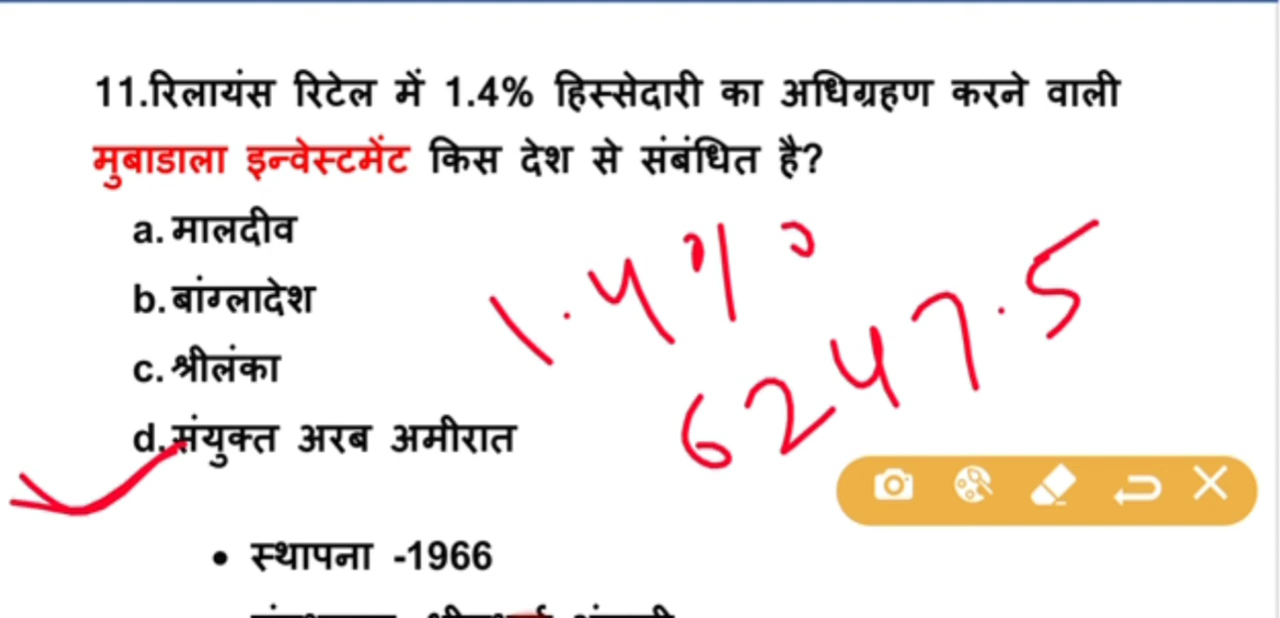 11.रिलायंस रिटेल में 1.4% हिस्सेदारी का अधिग्रहण करने वाली
मुबाडाला इन्वेस्टमेंट किस देश से संबंधित है?
a. मालदीव
b. बांग्लादेश
c. श्रीलंका
d. संयुक्त अरब अमीरात
1.4%
6247.5
• स्थापना -1966